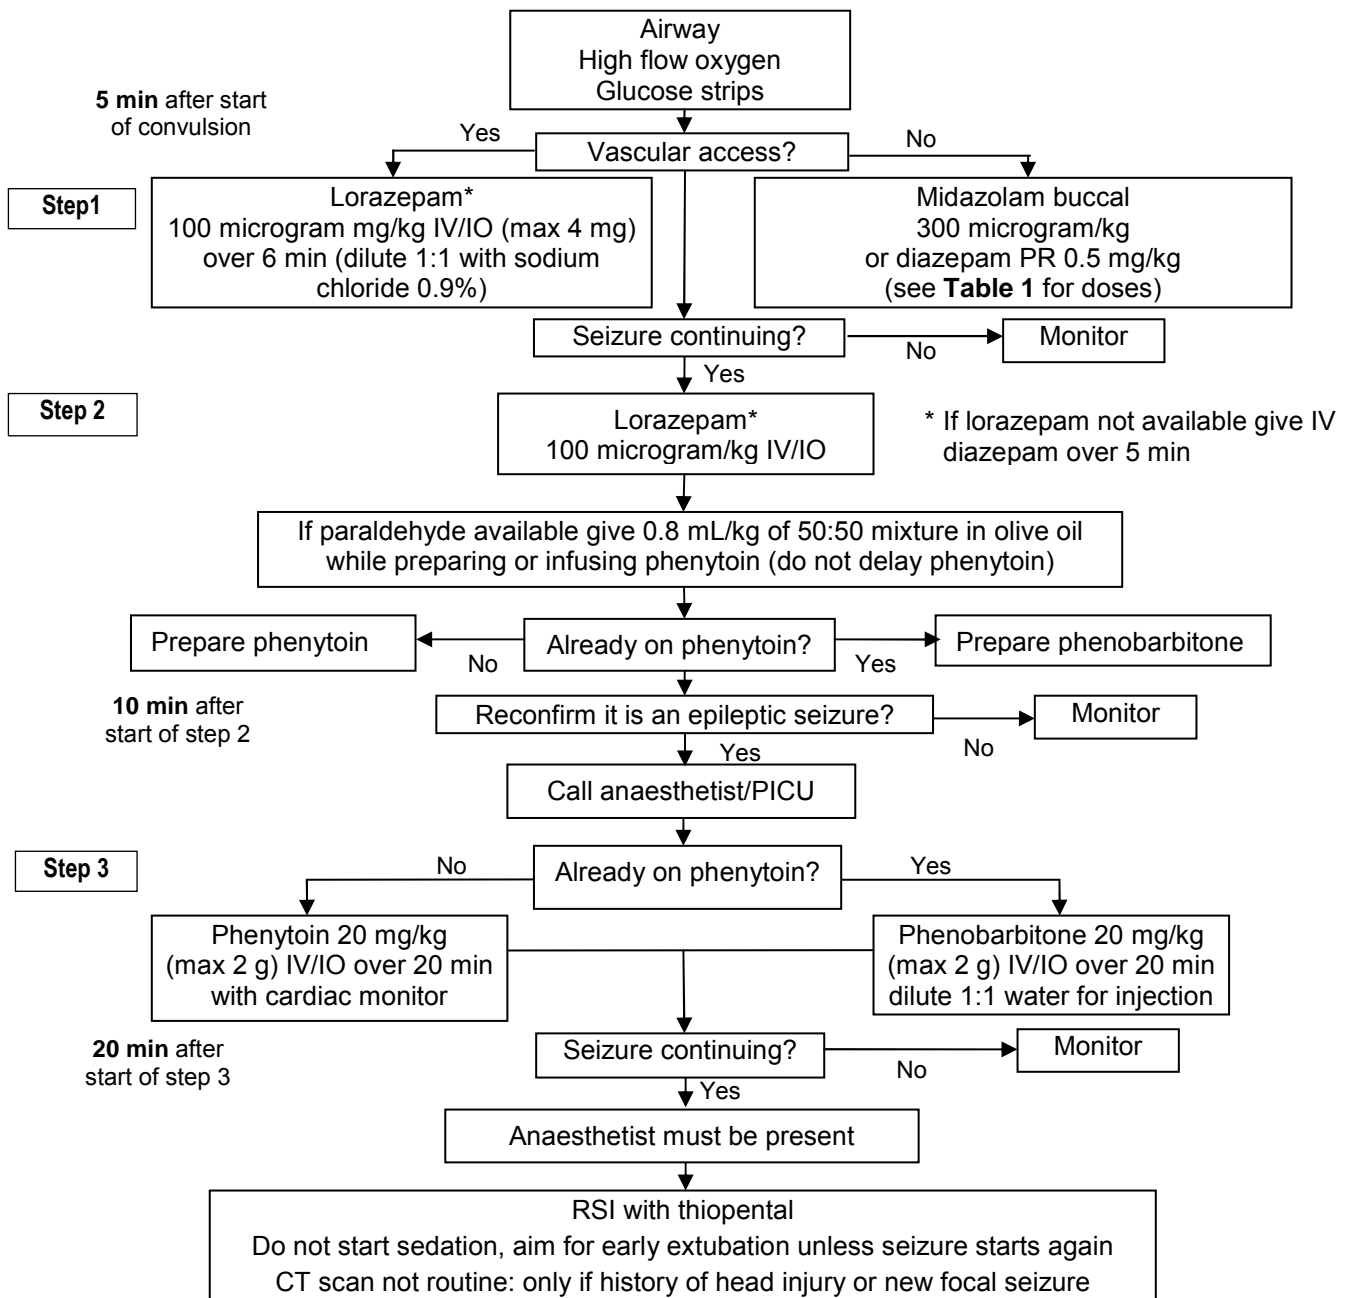 Airway
High flow oxygen
Glucose strips
5 min after start
of convulsion
Yes
Vascular access?
No
Step1
Lorazepam*
100 microgram mg/kg IV/IO (max 4 mg)
over 6 min (dilute 1:1 with sodium
chloride 0.9%)
Midazolam buccal
300 microgram/kg
or diazepam PR 0.5 mg/kg
(see Table 1 for doses)
Seizure continuing?
No
Monitor
Yes
Step 2
Lorazepam*
100 microgram/kg IV/IO
* If lorazepam not available give IV
diazepam over 5 min
If paraldehyde available give 0.8 mL/kg of 50:50 mixture in olive oil
while preparing or infusing phenytoin (do not delay phenytoin)
Prepare phenytoin
No
Already on phenytoin?
Yes
Prepare phenobarbitone
10 min after
start of step 2
Reconfirm it is an epileptic seizure?
No
Monitor
Yes
Call anaesthetist/PICU
Step 3
No
Already on phenytoin?
Yes
Phenytoin 20 mg/kg
(max 2 g) IV/IO over 20 min
with cardiac monitor
Phenobarbitone 20 mg/kg
(max 2 g) IV/IO over 20 min
dilute 1:1 water for injection
20 min after
start of step 3
Seizure continuing?
No
Monitor
Yes
Anaesthetist must be present
RSI with thiopental
Do not start sedation, aim for early extubation unless seizure starts again
CT scan not routine: only if history of head injury or new focal seizure